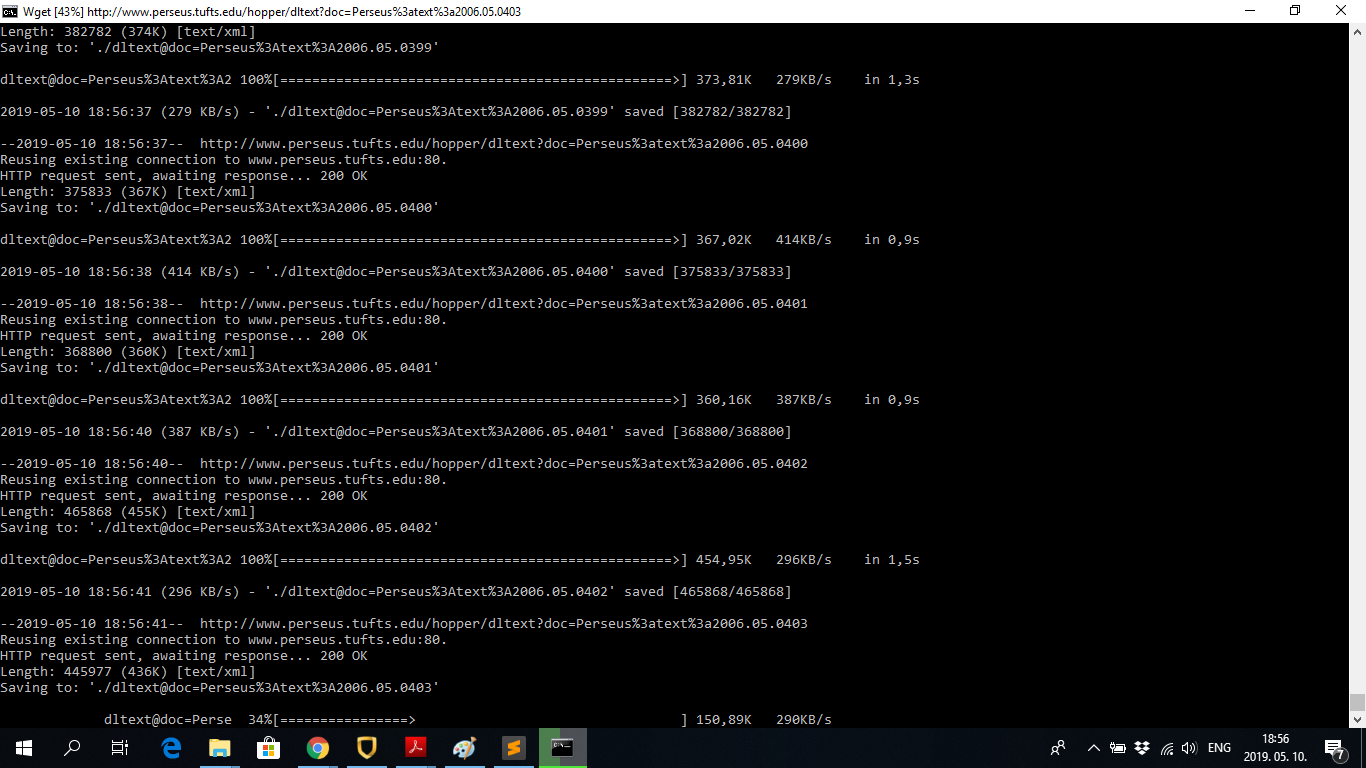 Wget [43%] http://www.perseus.tufts.edu/hopper/dltext?doc=Perseus%3atext%3a2006.05.0403
Length: 382782 (374K) [text/xml]
Saving to: './dltext@doc=Perseus%3Atext%3A2006.05.0399'
dltext@doc=Perseus%3Atext%3A2 100%[=================================================>] 373,81K   279KB/s    in 1,3s
2019-05-10 18:56:37 (279 KB/s) - './dltext@doc=Perseus%3Atext%3A2006.05.0399' saved [382782/382782]
--2019-05-10 18:56:37--  http://www.perseus.tufts.edu/hopper/dltext?doc=Perseus%3atext%3a2006.05.0400
Reusing existing connection to www.perseus.tufts.edu:80.
HTTP request sent, awaiting response... 200 OK
Length: 375833 (367K) [text/xml]
Saving to: './dltext@doc=Perseus%3Atext%3A2006.05.0400'
dltext@doc=Perseus%3Atext%3A2 100%[=================================================>] 367,02K   414KB/s    in 0,9s
2019-05-10 18:56:38 (414 KB/s) - './dltext@doc=Perseus%3Atext%3A2006.05.0400' saved [375833/375833]
--2019-05-10 18:56:38--  http://www.perseus.tufts.edu/hopper/dltext?doc=Perseus%3atext%3a2006.05.0401
Reusing existing connection to www.perseus.tufts.edu:80.
HTTP request sent, awaiting response... 200 OK
Length: 368800 (360K) [text/xml]
Saving to: './dltext@doc=Perseus%3Atext%3A2006.05.0401'
dltext@doc=Perseus%3Atext%3A2 100%[=================================================>] 360,16K   387KB/s    in 0,9s
2019-05-10 18:56:40 (387 KB/s) - './dltext@doc=Perseus%3Atext%3A2006.05.0401' saved [368800/368800]
--2019-05-10 18:56:40--  http://www.perseus.tufts.edu/hopper/dltext?doc=Perseus%3atext%3a2006.05.0402
Reusing existing connection to www.perseus.tufts.edu:80.
HTTP request sent, awaiting response... 200 OK
Length: 465868 (455K) [text/xml]
Saving to: './dltext@doc=Perseus%3Atext%3A2006.05.0402'
dltext@doc=Perseus%3Atext%3A2 100%[=================================================>] 454,95K   296KB/s    in 1,5s
2019-05-10 18:56:41 (296 KB/s) - './dltext@doc=Perseus%3Atext%3A2006.05.0402' saved [465868/465868]
--2019-05-10 18:56:41--  http://www.perseus.tufts.edu/hopper/dltext?doc=Perseus%3atext%3a2006.05.0403
Reusing existing connection to www.perseus.tufts.edu:80.
HTTP request sent, awaiting response... 200 OK
Length: 445977 (436K) [text/xml]
Saving to: './dltext@doc=Perseus%3Atext%3A2006.05.0403'
dltext@doc=Perse  34%[================>                                 ] 150,89K   290KB/s
ENG
18:56
2019. 05. 10.
7